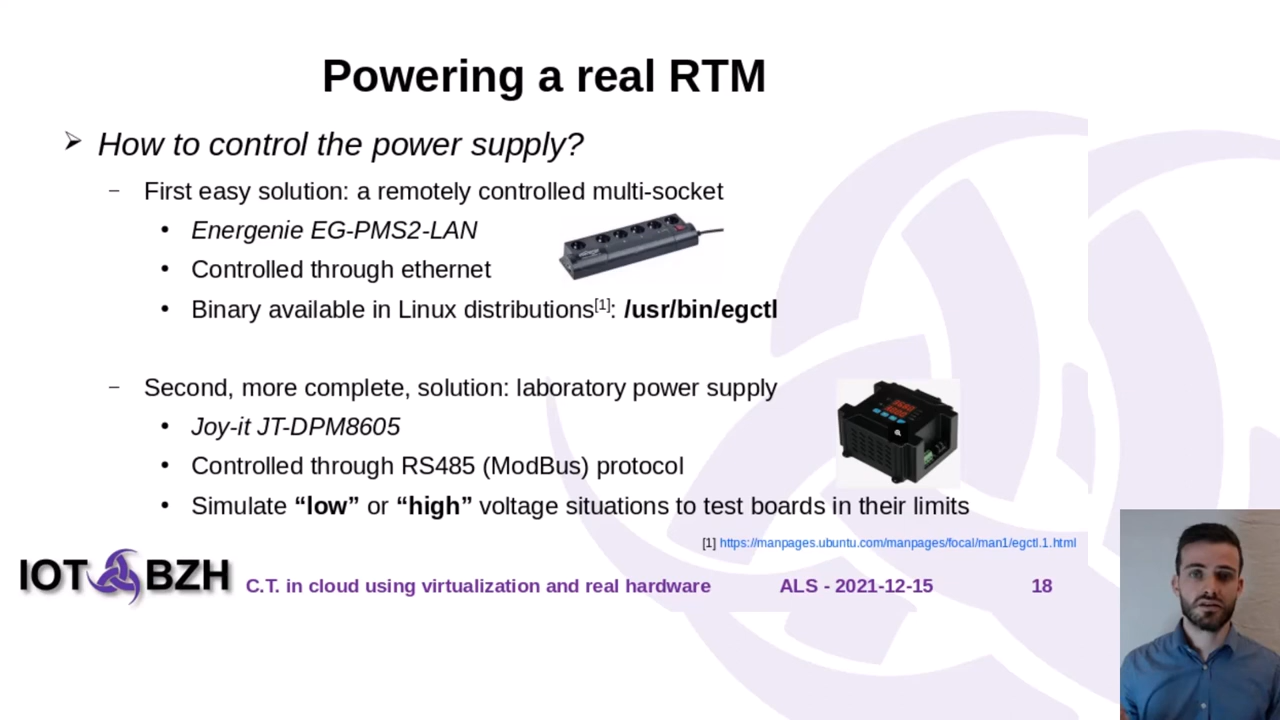 Powering a real RTM
How to control the power supply?
– First easy solution: a remotely controlled multi-socket
• Energenie EG-PMS2-LAN
• Controlled through ethernet
• Binary available in Linux distributions[1]: /usr/bin/egctl
– Second, more complete, solution: laboratory power supply
• Joy-it JT-DPM8605
• Controlled through RS485 (ModBus) protocol
• Simulate “low” or “high” voltage situations to test boards in their limits
[1] https://manpages.ubuntu.com/manpages/focal/man1/egctl.1.html
IOT BZH
C.T. in cloud using virtualization and real hardware ALS - 2021-12-15 18